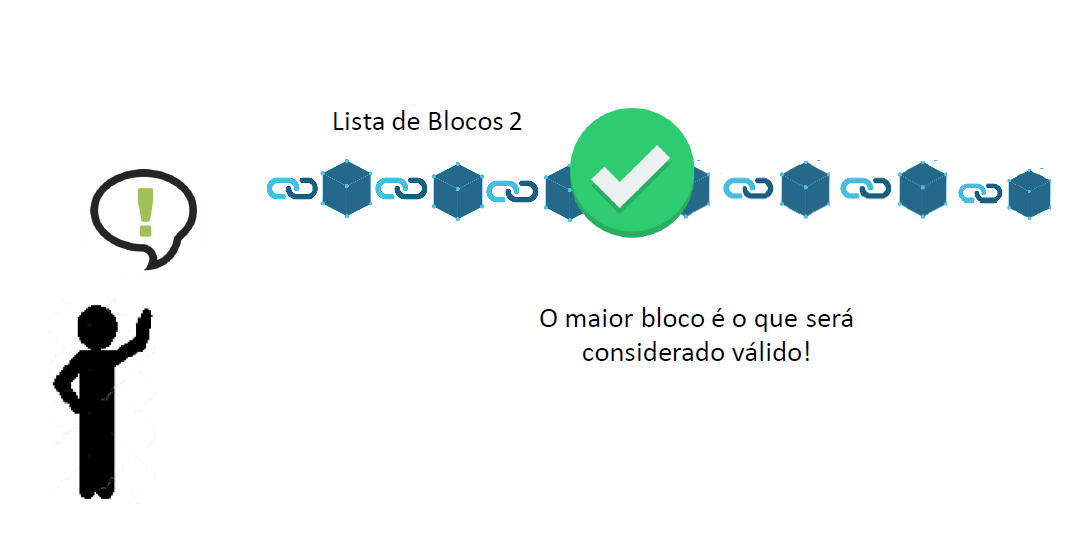 Lista de Blocos 2
O maior bloco é o que será
considerado válido!